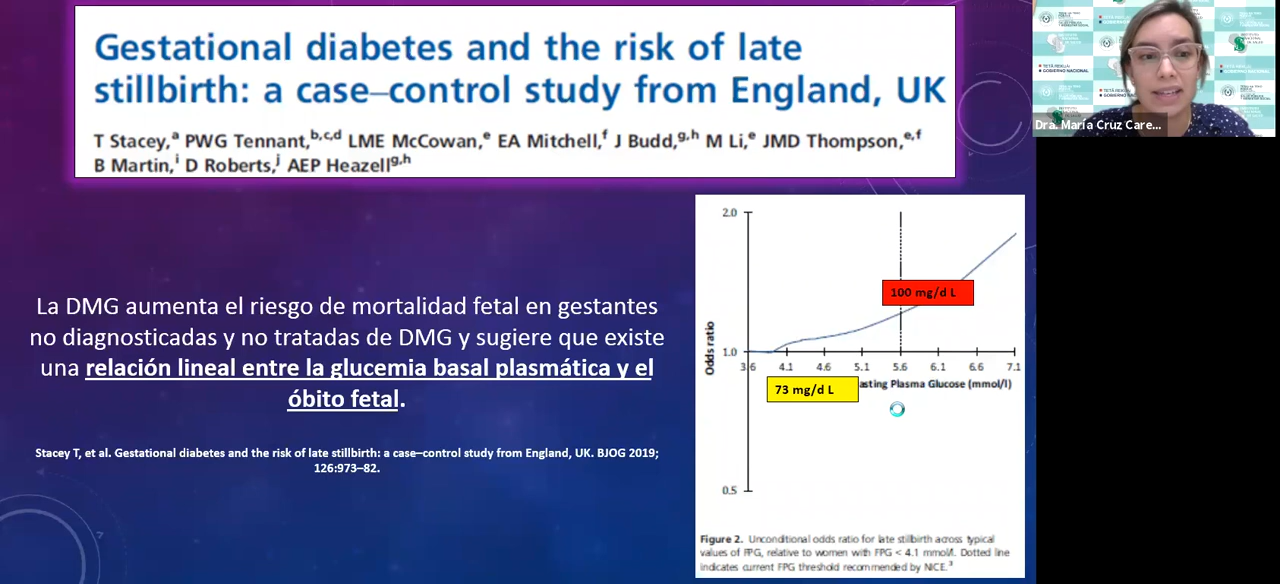 Gestational diabetes and the risk of late
stillbirth: a case–control study from England, UK
T Stacey,ᵃ PWG Tennant,ᵇ,ᶜ,ᵈ LME McCowan,ᵉ EA Mitchell,ᶠ J Budd,ᵍ,ʰ M Li,ᵉ JMD Thompson,ᵉ,ᶠ
B Martin,ⁱ D Roberts,ʲ AEP Heazellᵍ,ʰ
Dra. María Cruz Care...
La DMG aumenta el riesgo de mortalidad fetal en gestantes
no diagnosticadas y no tratadas de DMG y sugiere que existe
una relación lineal entre la glucemia basal plasmática y el
óbito fetal.
Stacey T, et al. Gestational diabetes and the risk of late stillbirth: a case–control study from England, UK. BJOG 2019;
126:973–82.
2.0
100 mg/d L
Odds ratio
1.0
3.6 4.1 4.6 5.1 5.6 6.1 6.6 7.1
73 mg/d L
asting Plasma Glucose (mmol/l)
0.5
Figure 2. Unconditional odds ratio for late stillbirth across typical
values of FPG, relative to women with FPG < 4.1 mmol/l. Dotted line
indicates current FPG threshold recommended by NICE.³